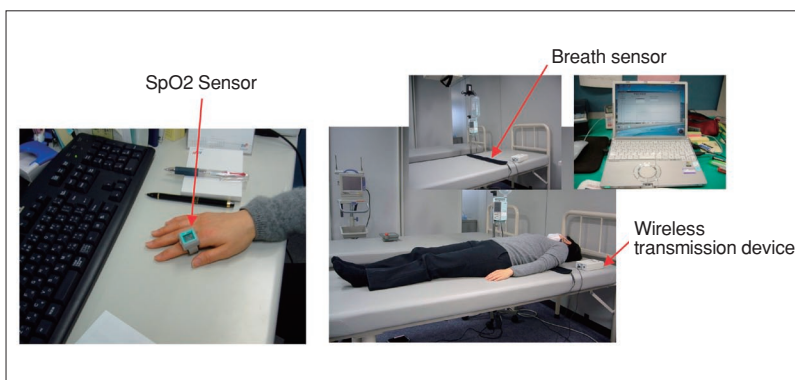 Breath sensor
SpO2 Sensor
Wireless
transmission device